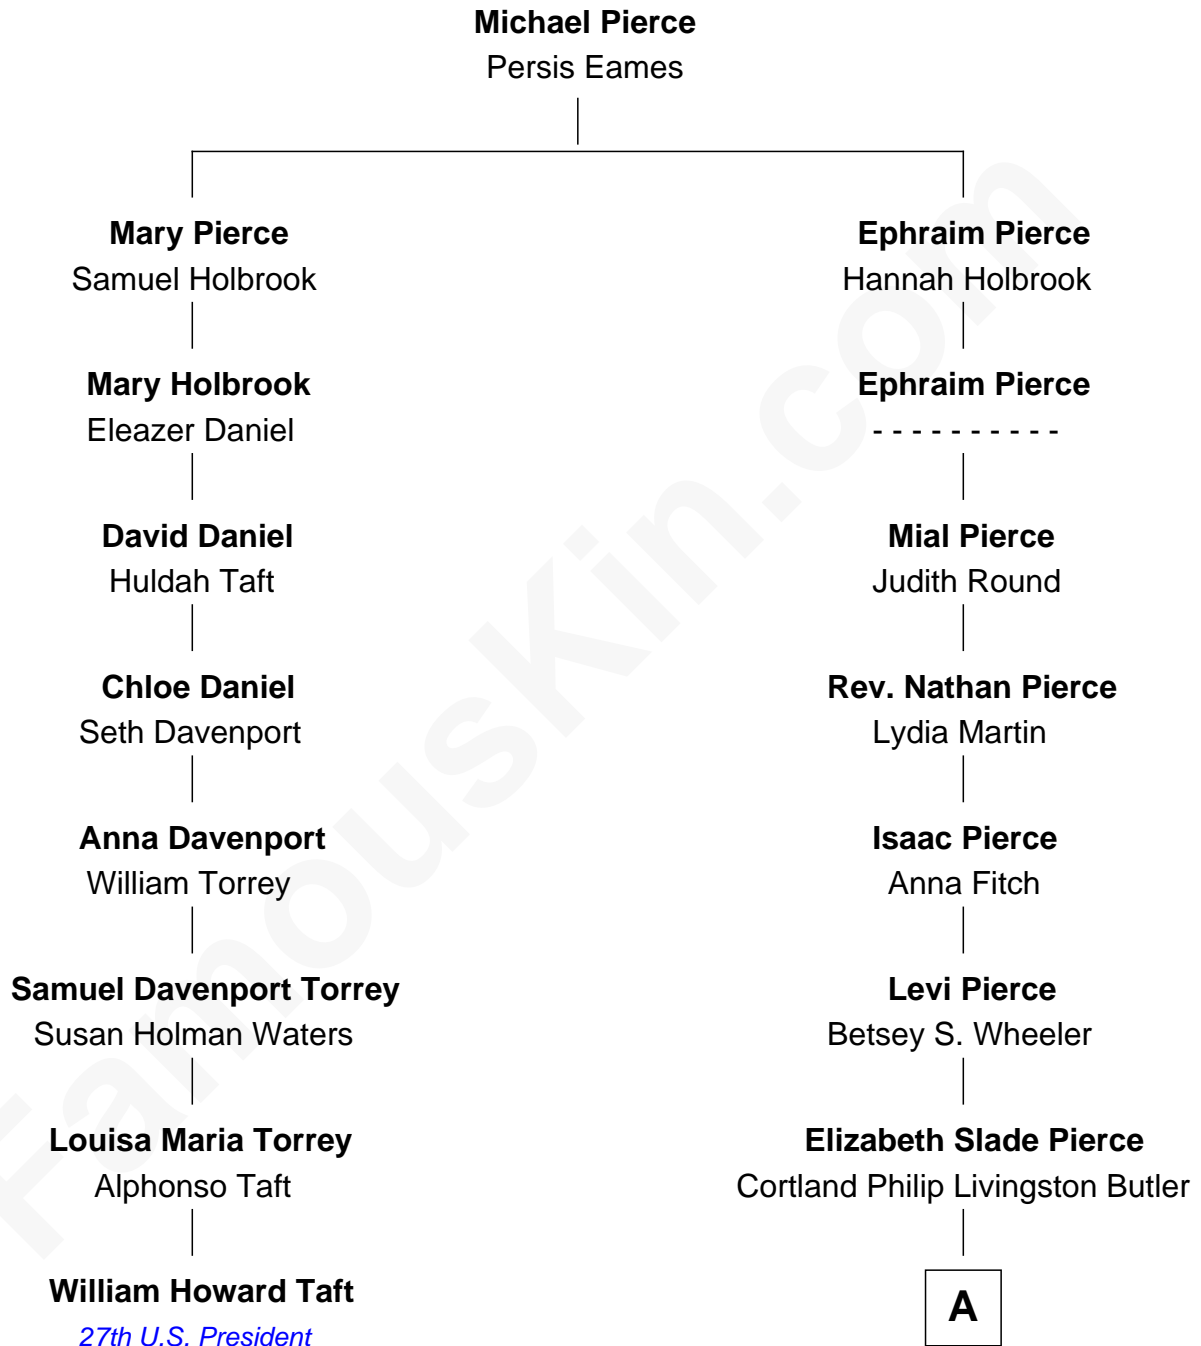 Michael Pierce
Persis Eames
Mary Pierce
Samuel Holbrook
Ephraim Pierce
Hannah Holbrook
Mary Holbrook
Eleazer Daniel
Ephraim Pierce
- - - - - - - - - -
David Daniel
Huldah Taft
Mial Pierce
Judith Round
Chloe Daniel
Seth Davenport
Rev. Nathan Pierce
Lydia Martin
Anna Davenport
William Torrey
Isaac Pierce
Anna Fitch
Samuel Davenport Torrey
Susan Holman Waters
Levi Pierce
Betsey S. Wheeler
Louisa Maria Torrey
Alphonso Taft
Elizabeth Slade Pierce
Cortland Philip Livingston Butler
William Howard Taft
27th U.S. President
A
FamousKin.com